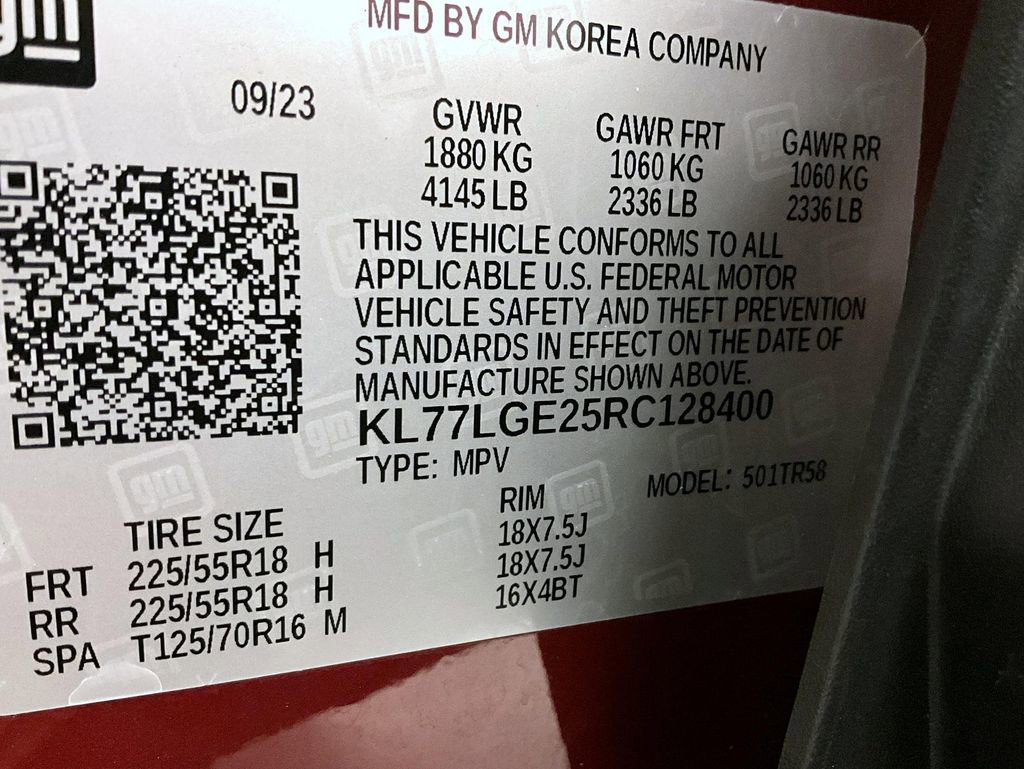 gm
MFD BY GM KOREA COMPANY
09/23
GVWR GAWR FRT GAWR RR
1880 KG 1060 KG 1060 KG
4145 LB 2336 LB 2336 LB
THIS VEHICLE CONFORMS TO ALL
APPLICABLE U.S. FEDERAL MOTOR
VEHICLE SAFETY AND THEFT PREVENTION
STANDARDS IN EFFECT ON THE DATE OF
MANUFACTURE SHOWN ABOVE.
KL77LGE25RC128400
TYPE: MPV MODEL: 501TR58
TIRE SIZE RIM
FRT 225/55R18 H 18X7.5J
RR 225/55R18 H 18X7.5J
SPA T125/70R16 M 16X4BT